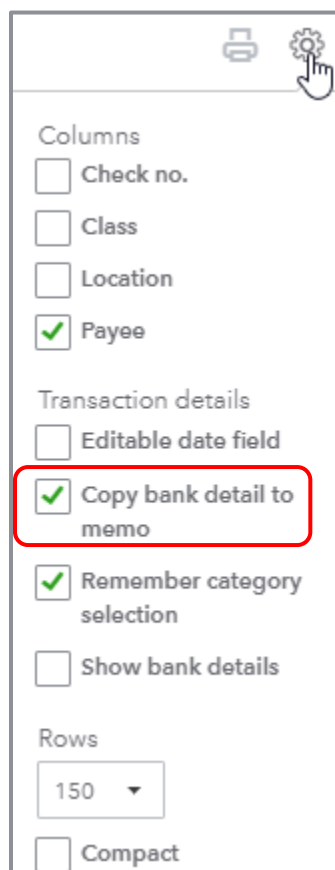 Columns
Check no.
Class
Location
Payee
Transaction details
Editable date field
Copy bank detail to
memo
Remember category
selection
Show bank details
Rows
150
Compact